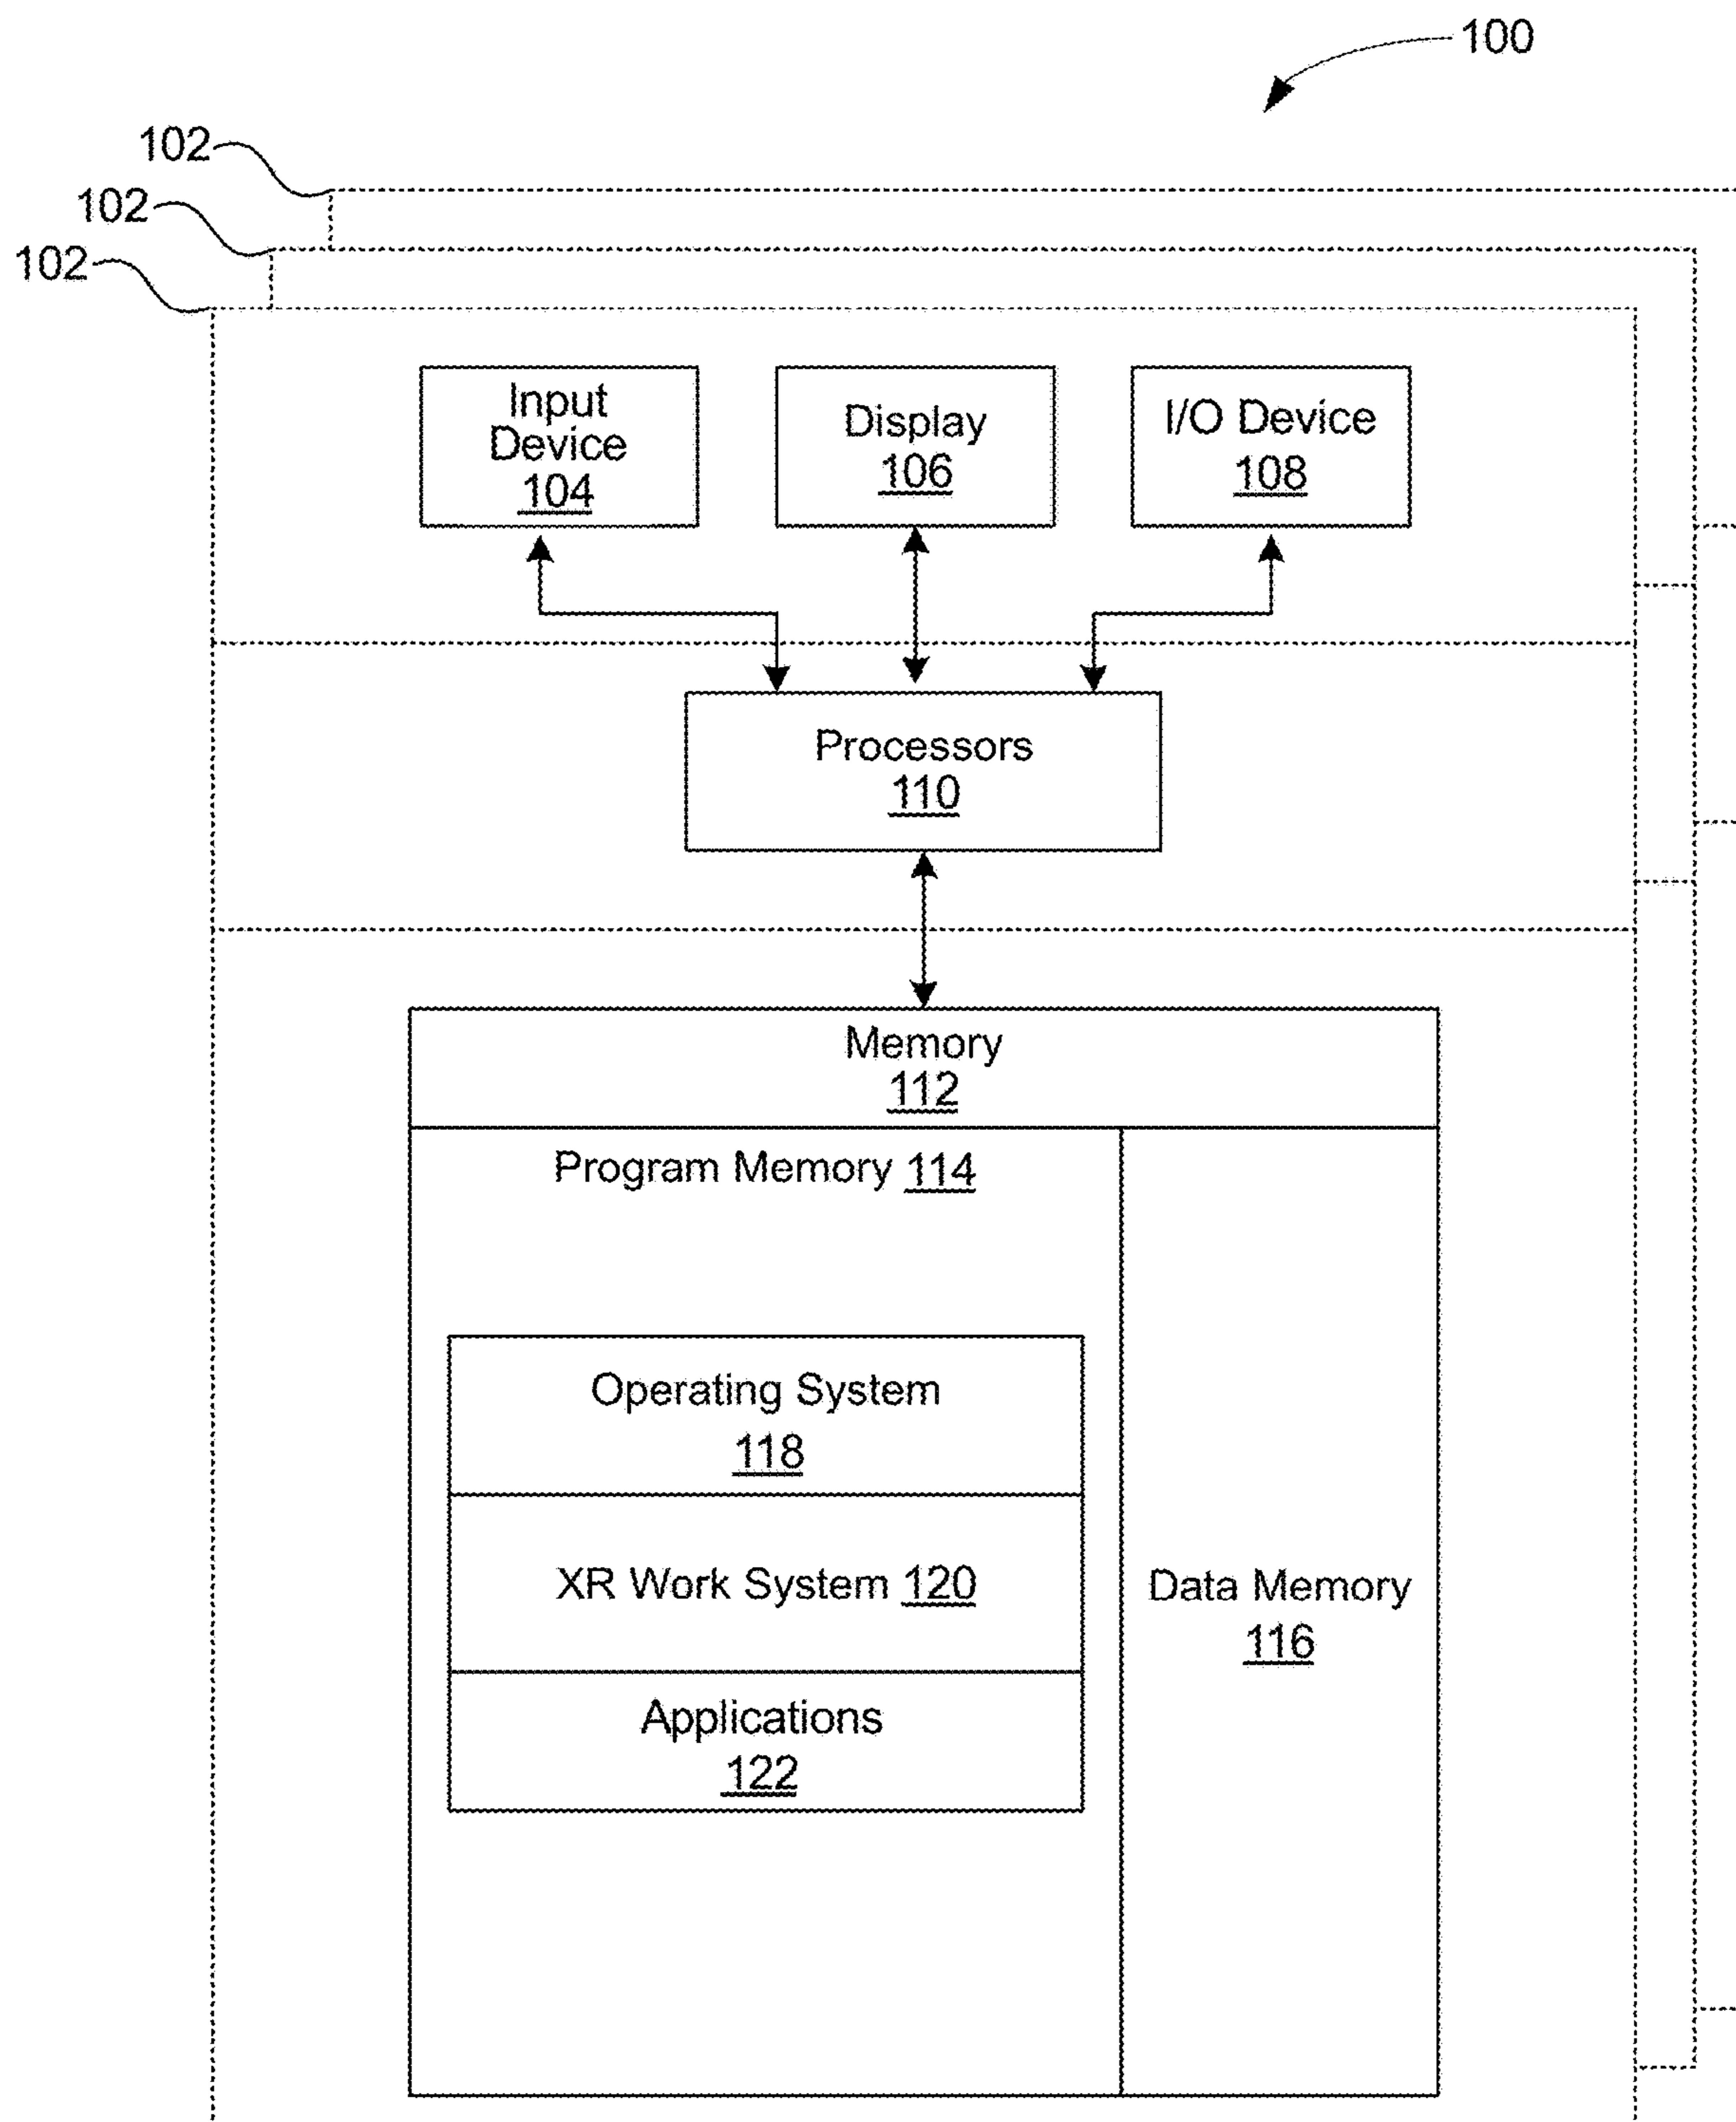 100
102
102
102
Input
Device
104
Display
106
I/O Device
108
Processors
110
Memory
112
Program Memory 114
Operating System
118
XR Work System 120
Applications
122
Data Memory
116